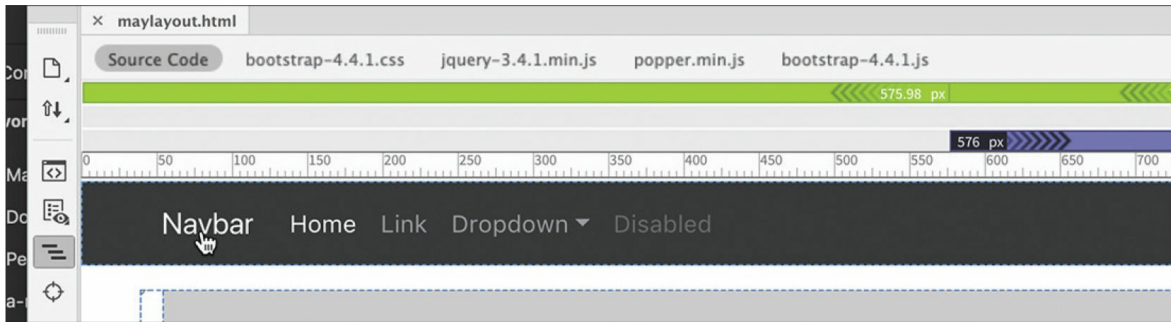 maylayout.html
Source Code bootstrap-4.4.1.css jquery-3.4.1.min.js popper.min.js bootstrap-4.4.1.js
575.98 px
576 px
0 50 100 150 200 250 300 350 400 450 500 550 600 650 700
Navbar Home Link Dropdown Disabled